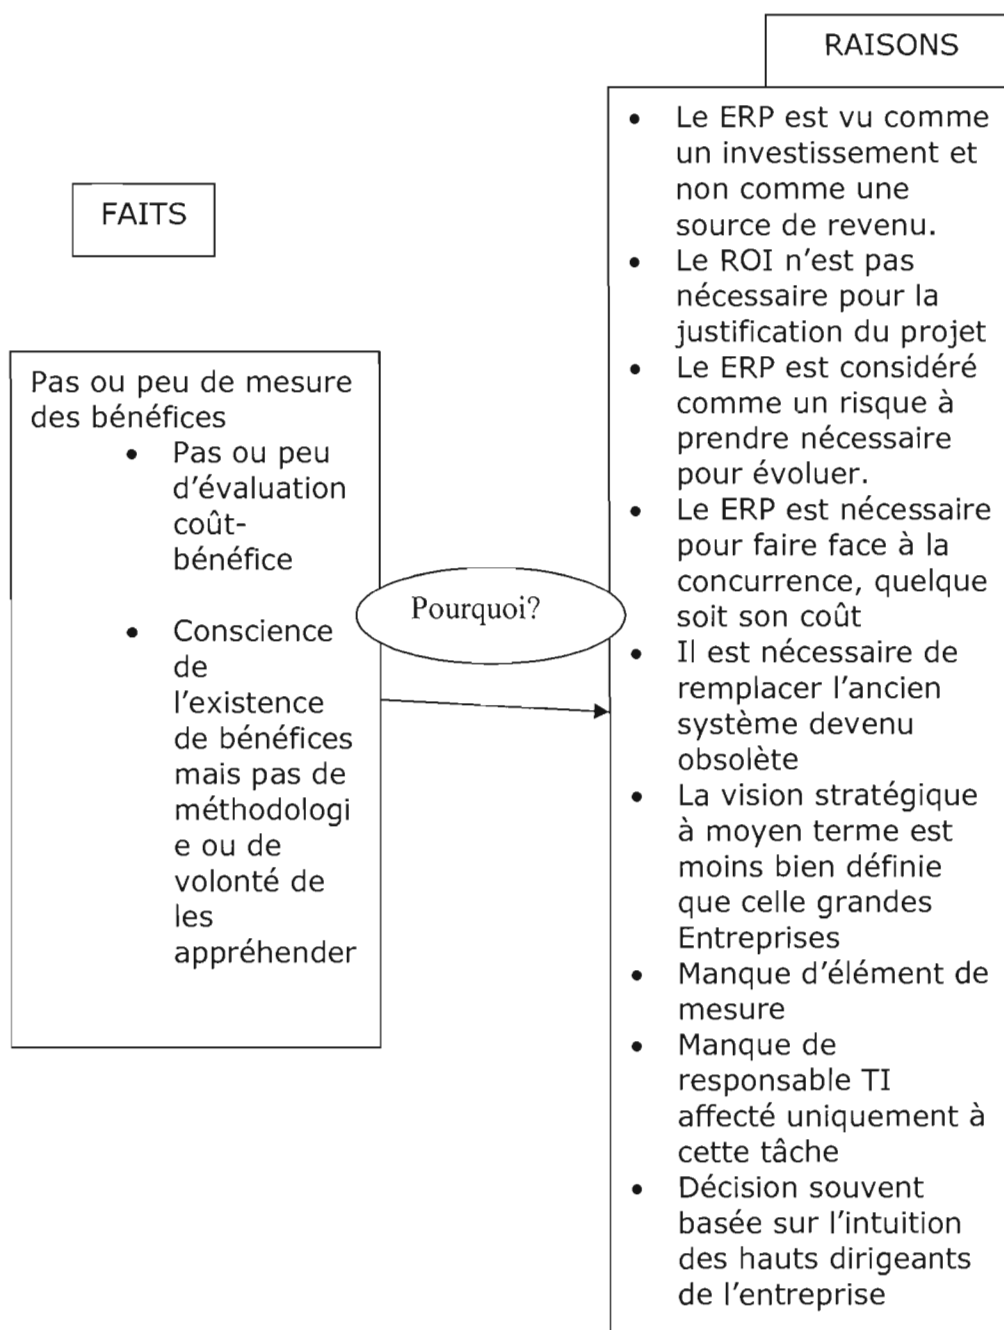 FAITS
Pas ou peu de mesure
des bénéfices
• Pas ou peu
d'évaluation
coût-
bénéfice
• Conscience
de
l'existence
de bénéfices
mais pas de
méthodologi
e ou de
volonté de
les
appréhender
Pourquoi?
RAISONS
• Le ERP est vu comme
un investissement et
non comme une
source de revenu.
• Le ROI n'est pas
nécessaire pour la
justification du projet
• Le ERP est considéré
comme un risque à
prendre nécessaire
pour évoluer.
• Le ERP est nécessaire
pour faire face à la
concurrence, quelque
soit son coût
• Il est nécessaire de
remplacer l'ancien
système devenu
obsolète
• La vision stratégique
à moyen terme est
moins bien définie
que celle grandes
Entreprises
• Manque d'élément de
mesure
• Manque de
responsable TI
affecté uniquement à
cette tâche
• Décision souvent
basée sur l'intuition
des hauts dirigeants
de l'entreprise